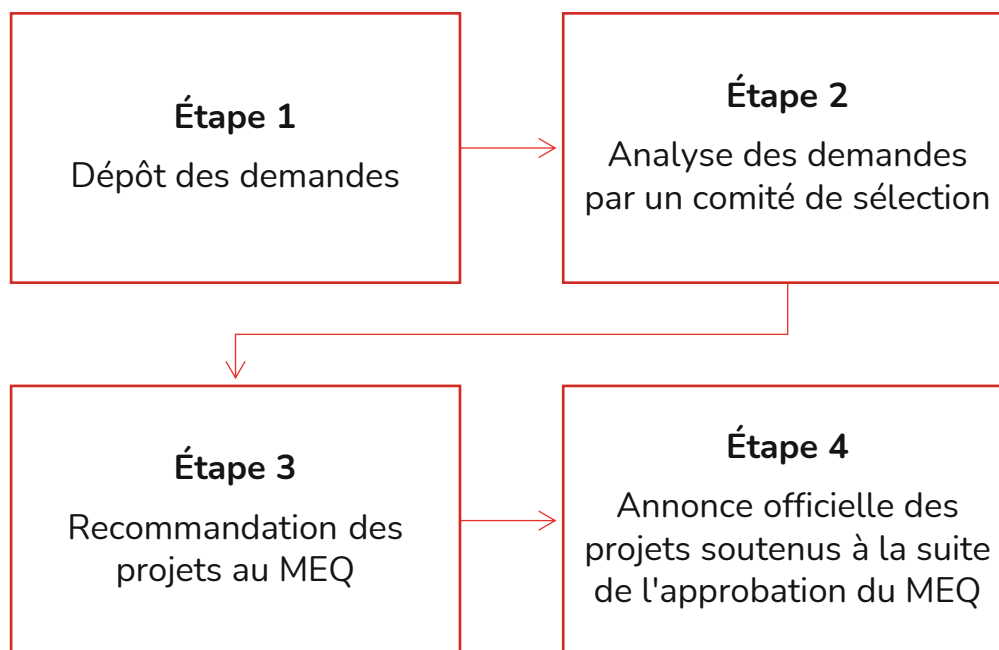 Étape 1
Dépôt des demandes
Étape 2
Analyse des demandes
par un comité de sélection
Étape 3
Recommandation des
projets au MEQ
Étape 4
Annonce officielle des
projets soutenus à la suite
de l'approbation du MEQ